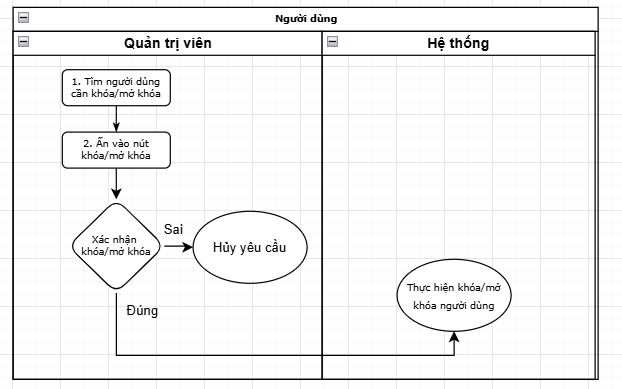 Người dùng
Quản trị viên
Hệ thống
1. Tìm người dùng
cần khóa/mở khóa
2. Ấn vào nút
khóa/mở khóa
Xác nhận
khóa/mở khóa
Sai
Hủy yêu cầu
Đúng
Thực hiện khóa/mở
khóa người dùng